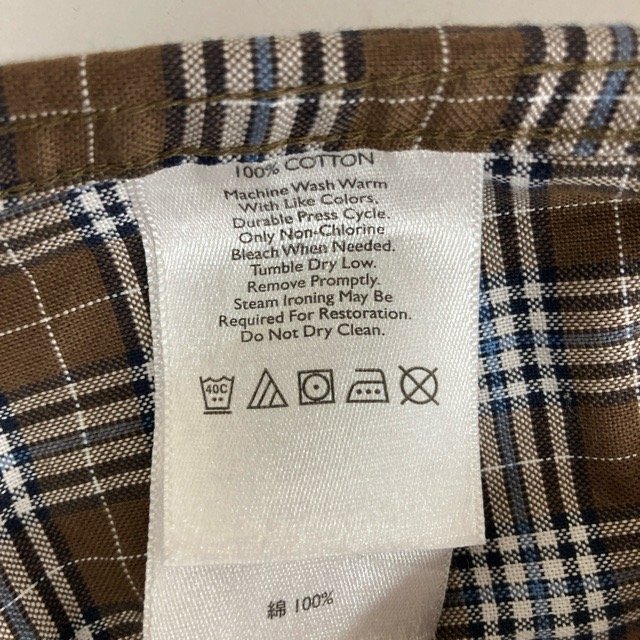 100% COTTON
Machine Wash Warm
With Like Colors,
Durable Press Cycle.
Only Non-Chlorine
Bleach When Needed.
Tumble Dry Low.
Remove Promptly.
Steam Ironing May Be
Required For Restoration.
Do Not Dry Clean.
40C
綿 100%